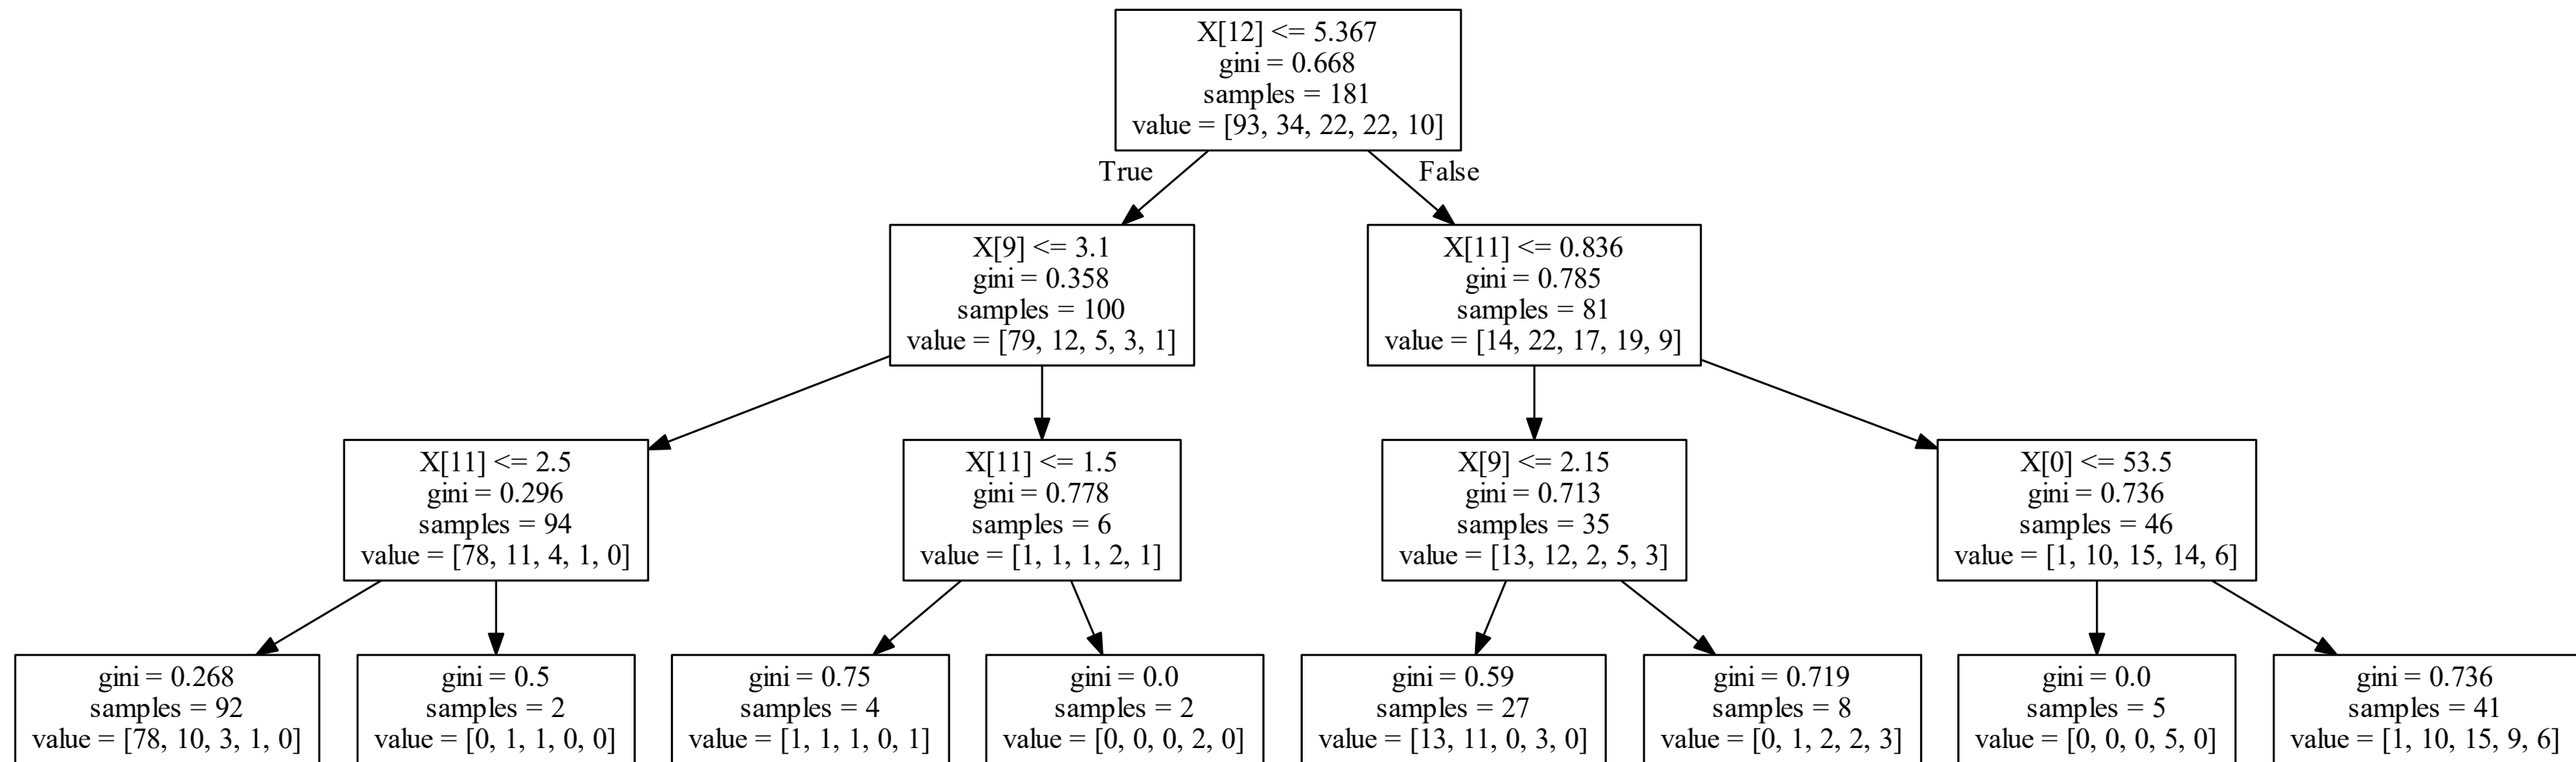 X[12] <= 5.367
gini = 0.668
samples = 181
value = [93, 34, 22, 22, 10]
True
False
X[9] <= 3.1
gini = 0.358
samples = 100
value = [79, 12, 5, 3, 1]
X[11] <= 0.836
gini = 0.785
samples = 81
value = [14, 22, 17, 19, 9]
X[11] <= 2.5
gini = 0.296
samples = 94
value = [78, 11, 4, 1, 0]
X[11] <= 1.5
gini = 0.778
samples = 6
value = [1, 1, 1, 2, 1]
X[9] <= 2.15
gini = 0.713
samples = 35
value = [13, 12, 2, 5, 3]
X[0] <= 53.5
gini = 0.736
samples = 46
value = [1, 10, 15, 14, 6]
gini = 0.268
samples = 92
value = [78, 10, 3, 1, 0]
gini = 0.5
samples = 2
value = [0, 1, 1, 0, 0]
gini = 0.75
samples = 4
value = [1, 1, 1, 0, 1]
gini = 0.0
samples = 2
value = [0, 0, 0, 2, 0]
gini = 0.59
samples = 27
value = [13, 11, 0, 3, 0]
gini = 0.719
samples = 8
value = [0, 1, 2, 2, 3]
gini = 0.0
samples = 5
value = [0, 0, 0, 5, 0]
gini = 0.736
samples = 41
value = [1, 10, 15, 9, 6]